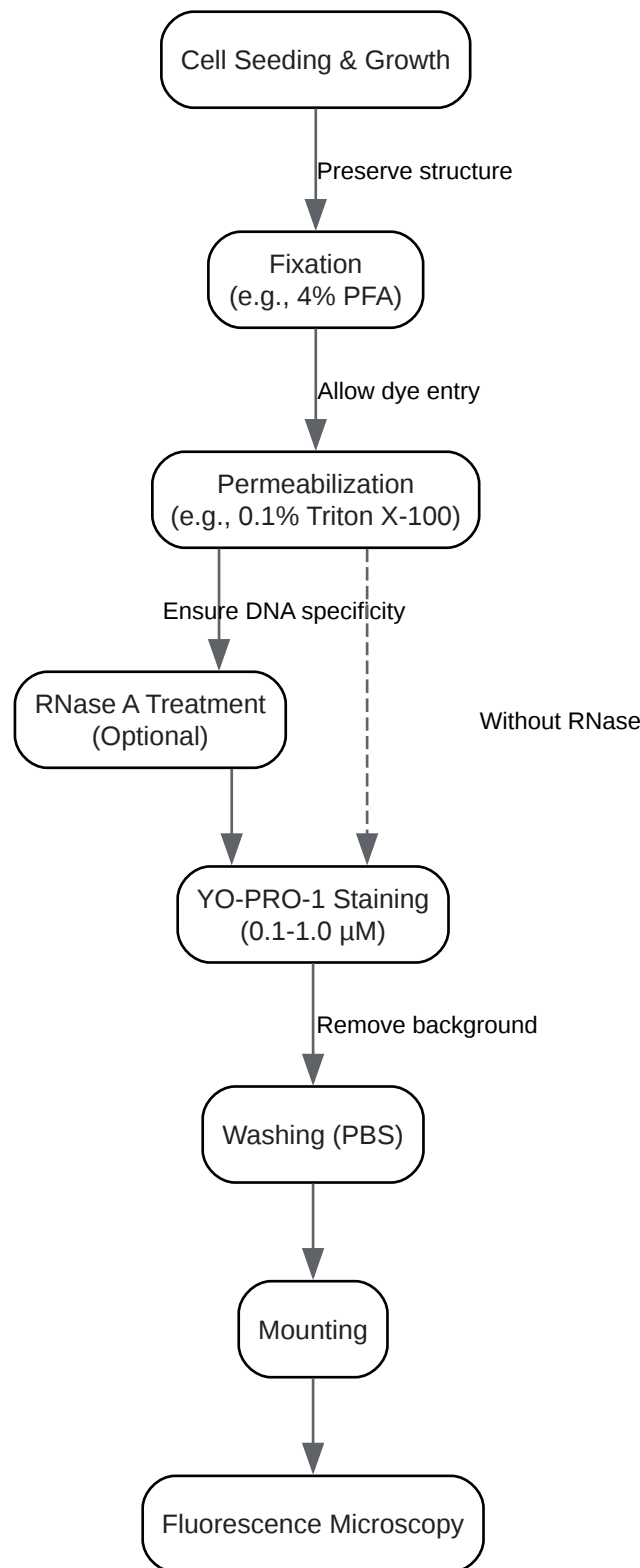 Cell Seeding & Growth
Preserve structure
Fixation
(e.g., 4% PFA)
Allow dye entry
Permeabilization
(e.g., 0.1% Triton X-100)
Ensure DNA specificity
RNase A Treatment
(Optional)
Without RNase
YO-PRO-1 Staining
(0.1-1.0 µM)
Remove background
Washing (PBS)
Mounting
Fluorescence Microscopy